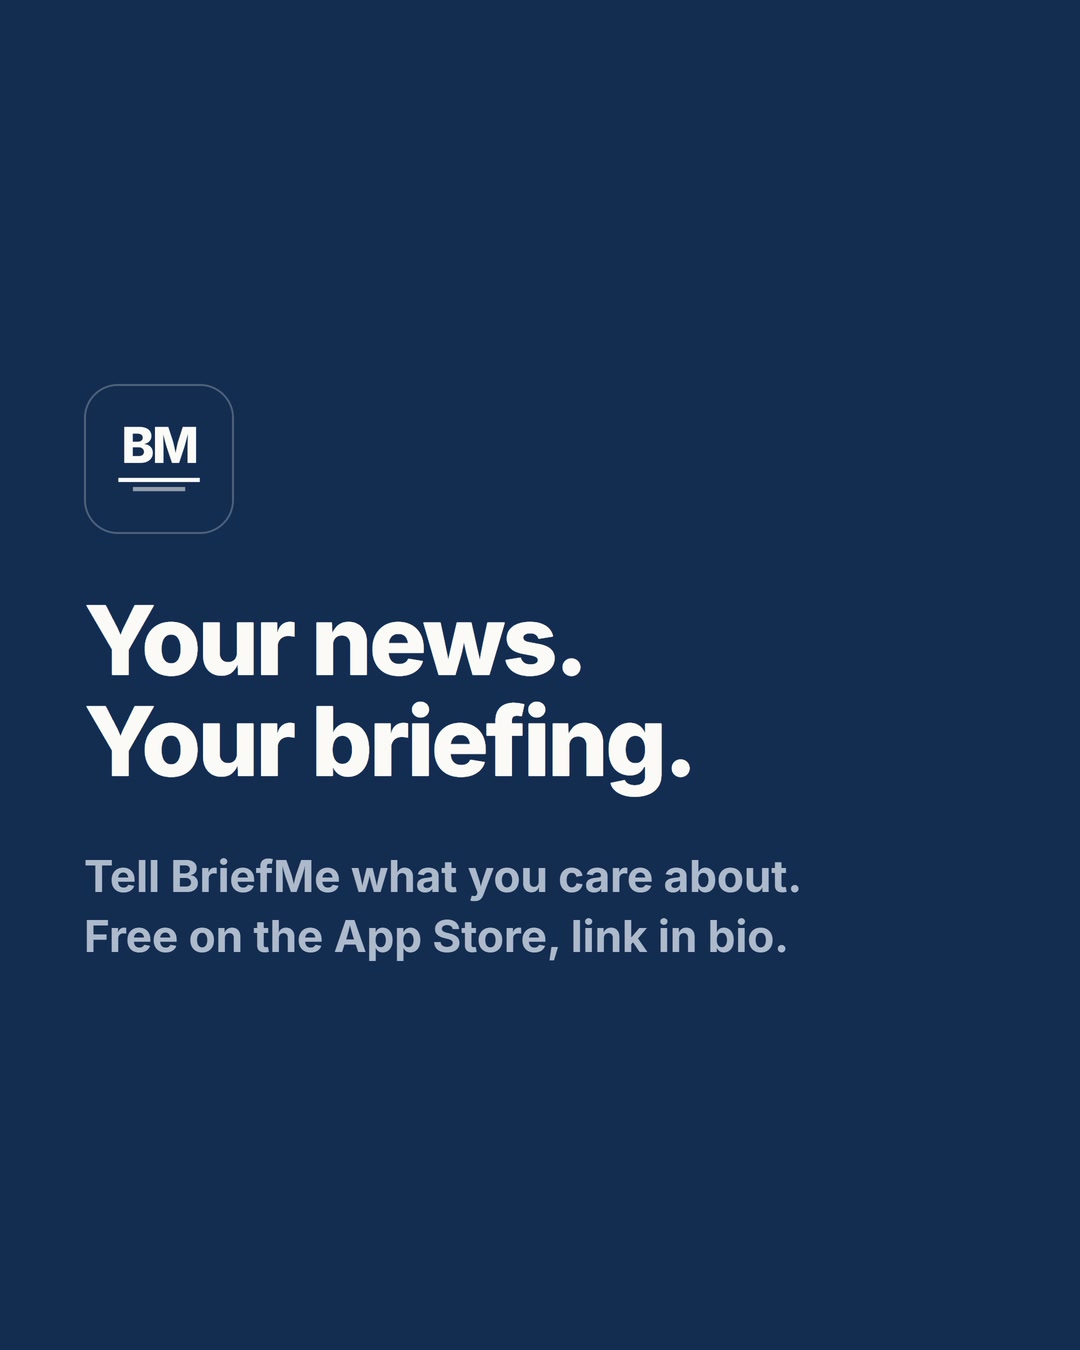 BM
Your news.
Your briefing.
Tell BriefMe what you care about.
Free on the App Store, link in bio.